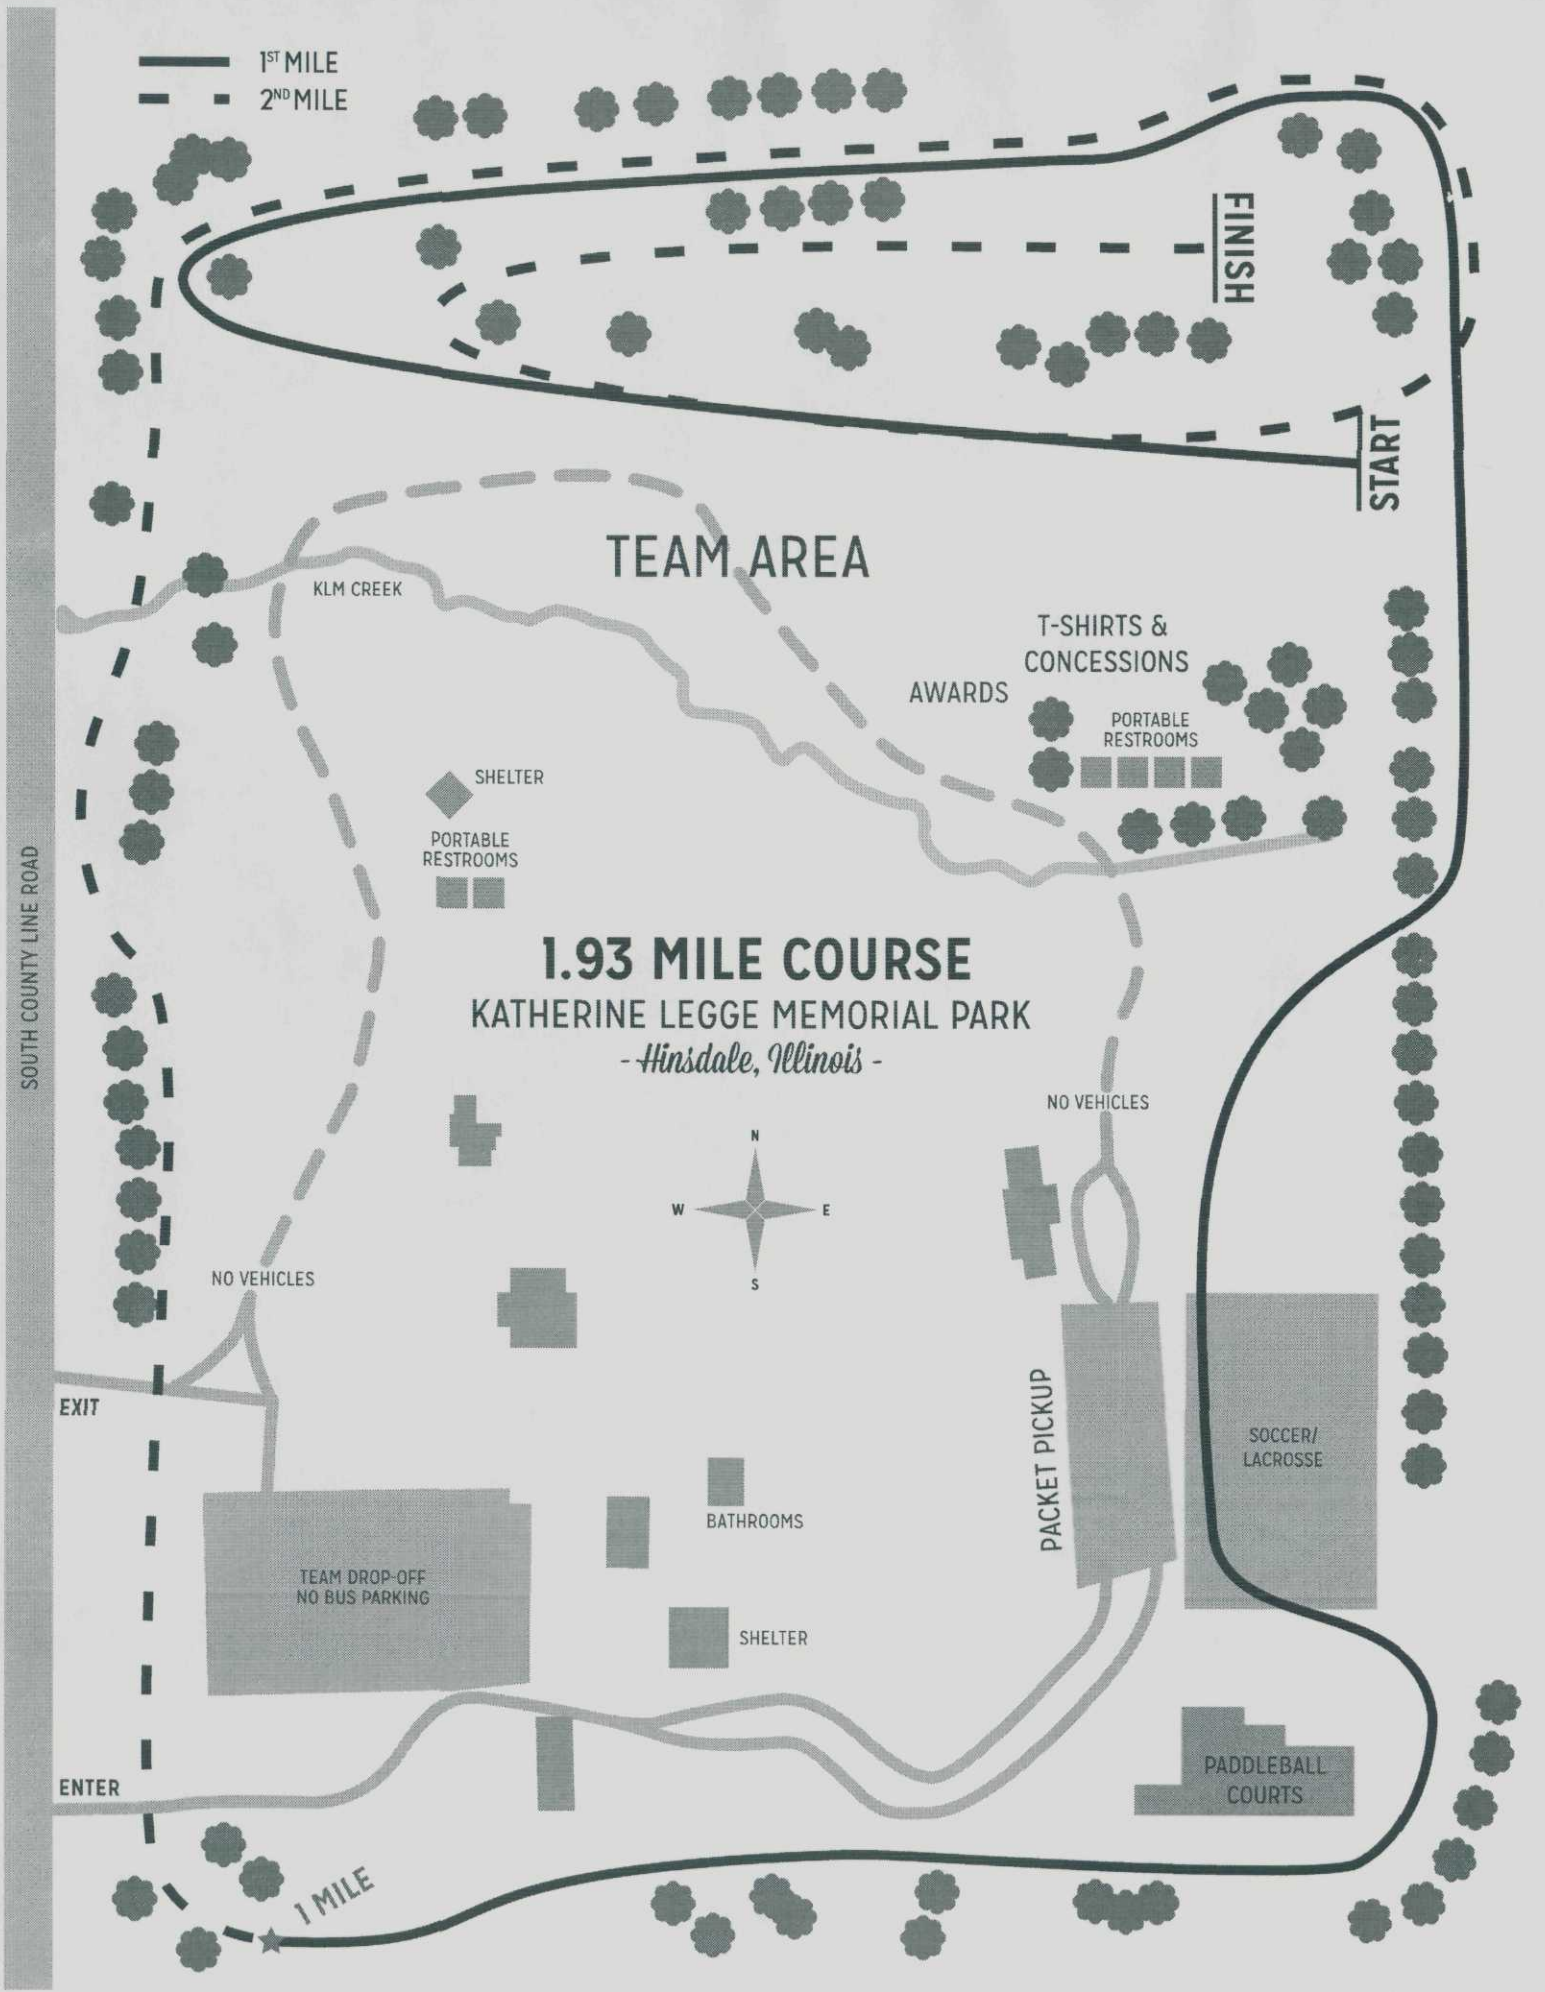 1ST MILE
2ND MILE
FINISH
START
TEAM AREA
KLM CREEK
T-SHIRTS &
CONCESSIONS
AWARDS
PORTABLE
RESTROOMS
SHELTER
PORTABLE
RESTROOMS
SOUTH COUNTY LINE ROAD
1.93 MILE COURSE
KATHERINE LEGGE MEMORIAL PARK
- Hinsdale, Illinois -
NO VEHICLES
N
W
E
S
NO VEHICLES
EXIT
PACKET PICKUP
SOCCER/
LACROSSE
BATHROOMS
TEAM DROP-OFF
NO BUS PARKING
SHELTER
ENTER
PADDLEBALL
COURTS
1 MILE